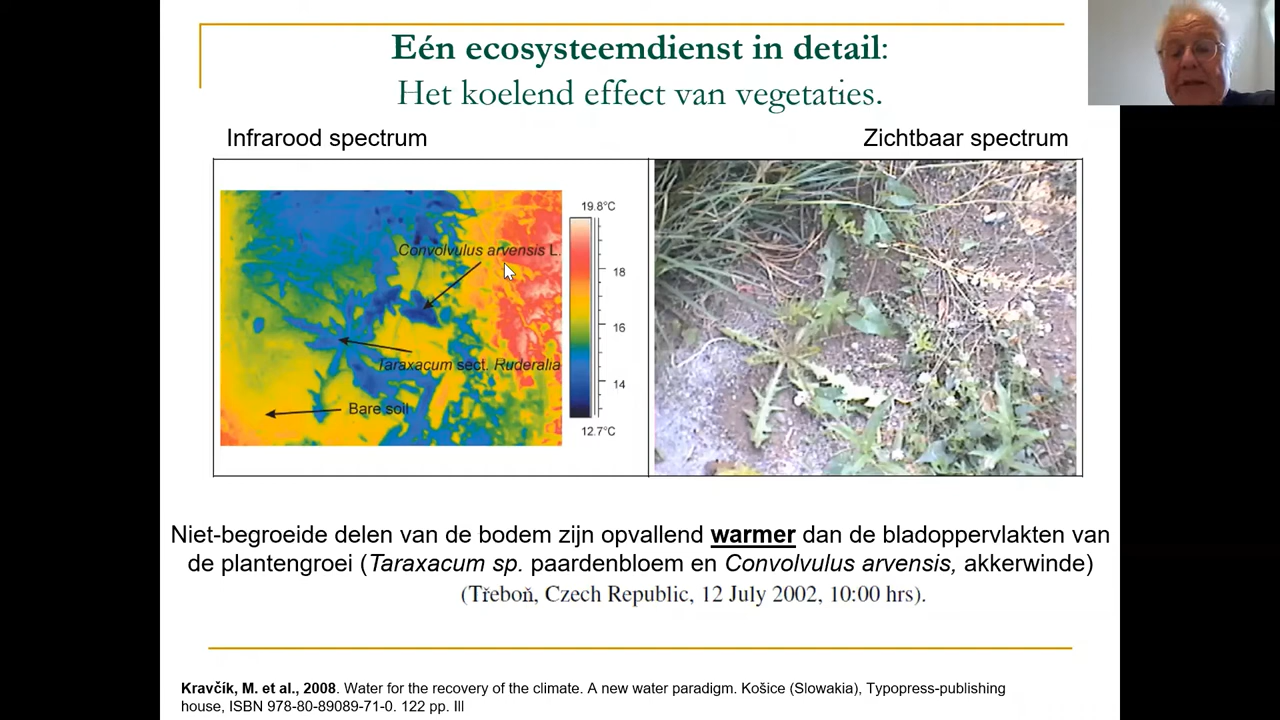 Eén ecosysteemdienst in detail:
Het koelend effect van vegetaties.
Infrarood spectrum
Zichtbaar spectrum
19.8°C
Convolvulus arvensis L.
18
16
Taraxacum sect. Ruderalia
14
Bare soil
12.7°C
Niet-begroeide delen van de bodem zijn opvallend warmer dan de bladoppervlakten van
de plantengroei (Taraxacum sp. paardenbloem en Convolvulus arvensis, akkerwinde)
(Třeboň, Czech Republic, 12 July 2002, 10:00 hrs).
Kravčík, M. et al., 2008. Water for the recovery of the climate. A new water paradigm. Košice (Slowakia), Typopress-publishing
house, ISBN 978-80-89089-71-0. 122 pp. Ill